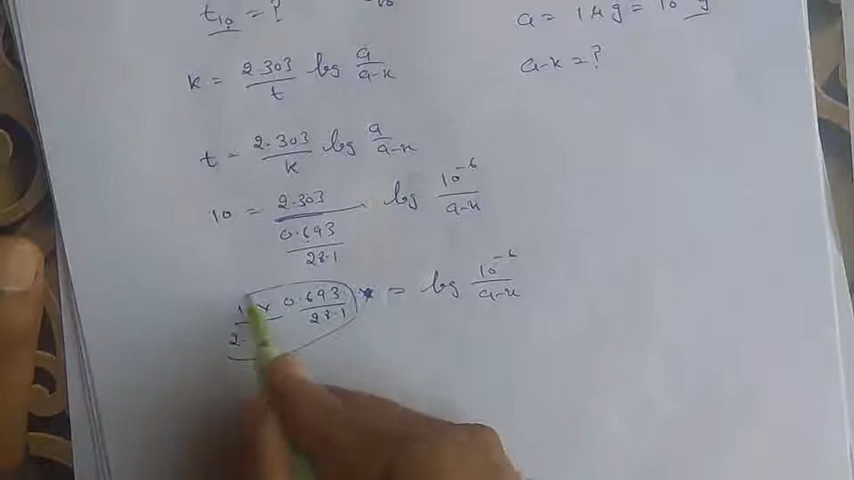 t₁₀ = ?
a = 1 μg = 10 g
k = 2.303/t log a/a-x
a-x = ?
t = 2.303/k log a/a-x
10 = 2.303/(0.693/28.1) log 10⁻⁶/a-x
× 0.693/28.1 = log 10⁻⁶/a-x
2.